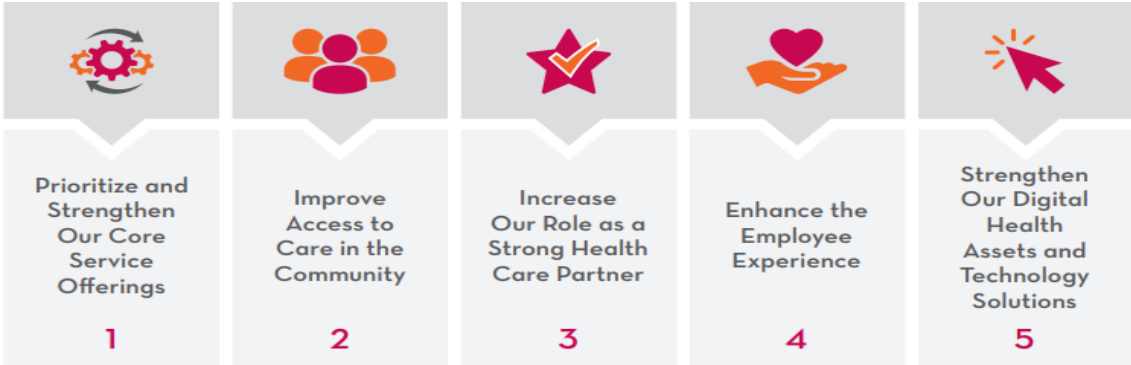 Prioritize and
Strengthen
Our Core
Service
Offerings
1
Improve
Access to
Care in the
Community
2
Increase
Our Role as a
Strong Health
Care Partner
3
Enhance the
Employee
Experience
4
Strengthen
Our Digital
Health
Assets and
Technology
Solutions
5